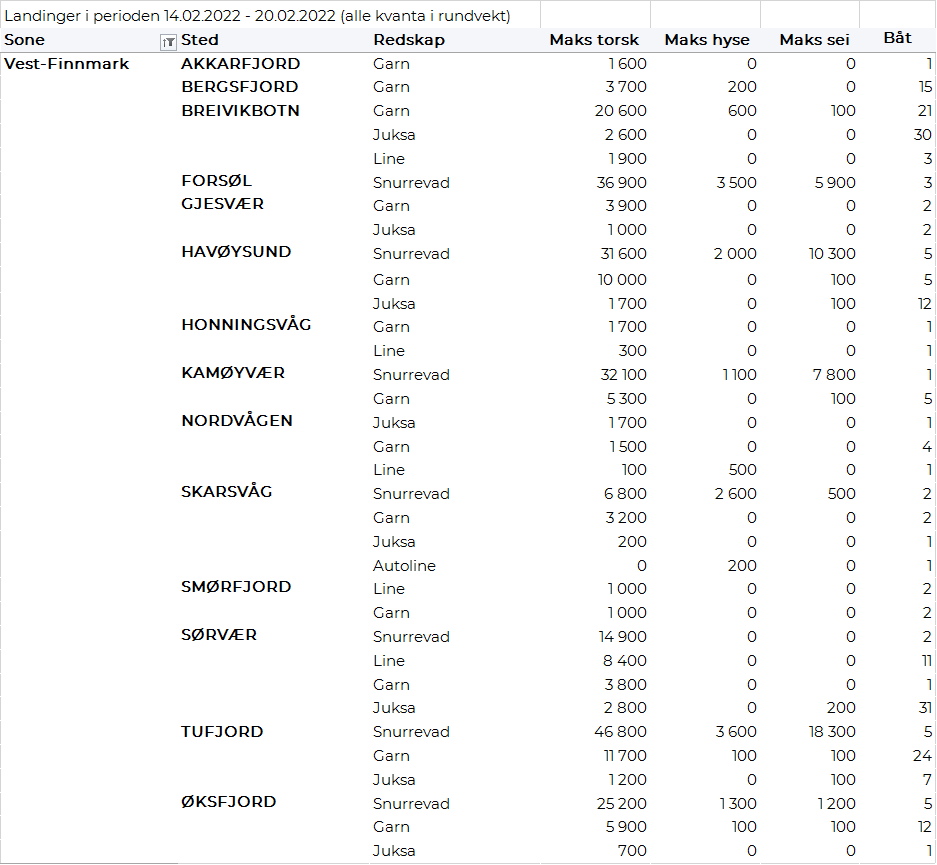 Landinger i perioden 14.02.2022 - 20.02.2022 (alle kvanta i rundvekt)
Sone Sted Redskap Maks torsk Maks hyse Maks sei Båt
Vest-Finnmark AKKARFJORD Garn 1 600 0 0 1
BERGSFJORD Garn 3 700 200 0 15
BREIVIKBOTN Garn 20 600 600 100 21
Juksa 2 600 0 0 30
Line 1 900 0 0 3
FORSØL Snurrevad 36 900 3 500 5 900 3
GJESVÆR Garn 3 900 0 0 2
Juksa 1 000 0 0 2
HAVØYSUND Snurrevad 31 600 2 000 10 300 5
Garn 10 000 0 100 5
Juksa 1 700 0 100 12
HONNINGSVÅG Garn 1 700 0 0 1
Line 300 0 0 1
KAMØYVÆR Snurrevad 32 100 1 100 7 800 1
Garn 5 300 0 100 5
NORDVÅGEN Juksa 1 700 0 0 1
Garn 1 500 0 0 4
Line 100 500 0 1
SKARSVÅG Snurrevad 6 800 2 600 500 2
Garn 3 200 0 0 2
Juksa 200 0 0 1
Autoline 0 200 0 1
SMØRFJORD Line 1 000 0 0 2
Garn 1 000 0 0 2
SØRVÆR Snurrevad 14 900 0 0 2
Line 8 400 0 0 11
Garn 3 800 0 0 1
Juksa 2 800 0 200 31
TUFJORD Snurrevad 46 800 3 600 18 300 5
Garn 11 700 100 100 24
Juksa 1 200 0 100 7
ØKSFJORD Snurrevad 25 200 1 300 1 200 5
Garn 5 900 100 100 12
Juksa 700 0 0 1